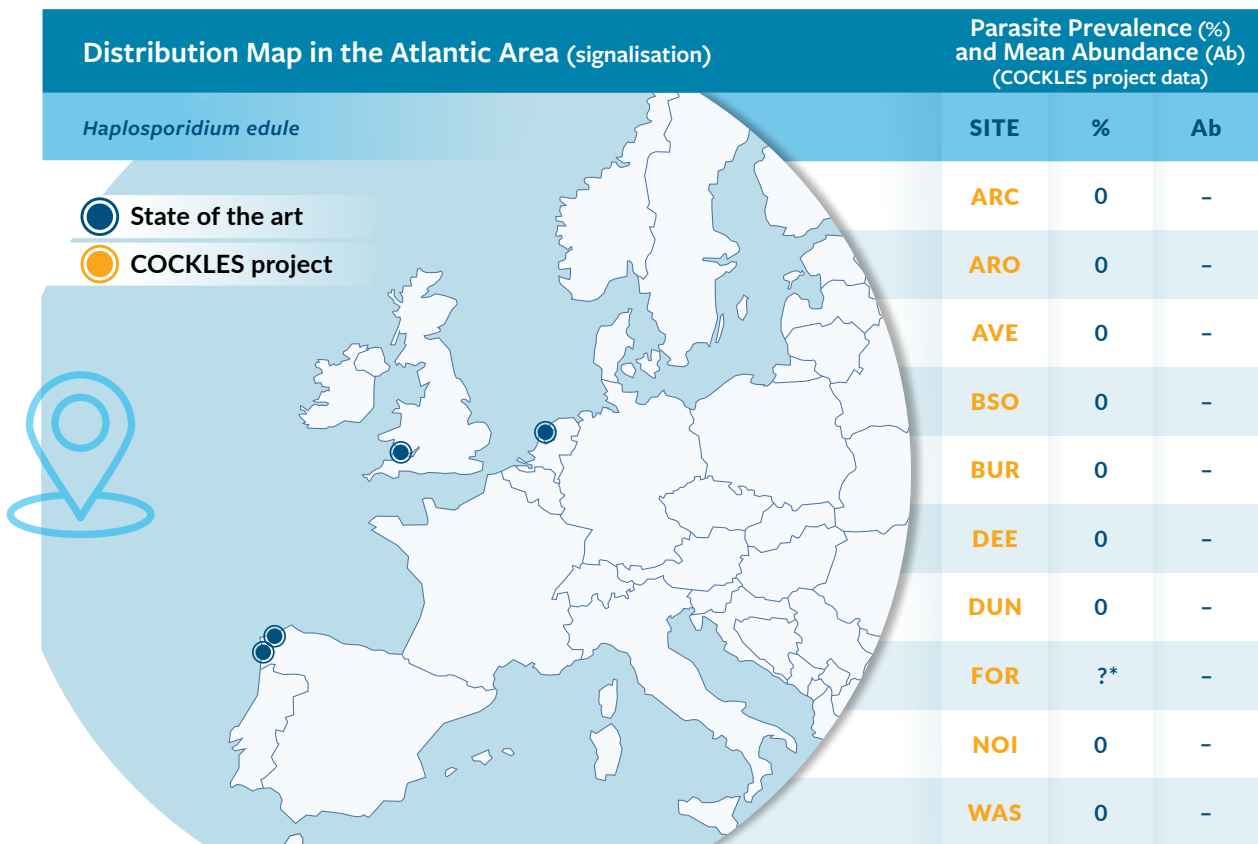 Distribution Map in the Atlantic Area (signalisation)
Parasite Prevalence (%)
and Mean Abundance (Ab)
(COCKLES project data)
Haplosporidium edule
SITE % Ab
State of the art
COCKLES project
ARC 0 –
ARO 0 –
AVE 0 –
BSO 0 –
BUR 0 –
DEE 0 –
DUN 0 –
FOR ?* –
NOI 0 –
WAS 0 –